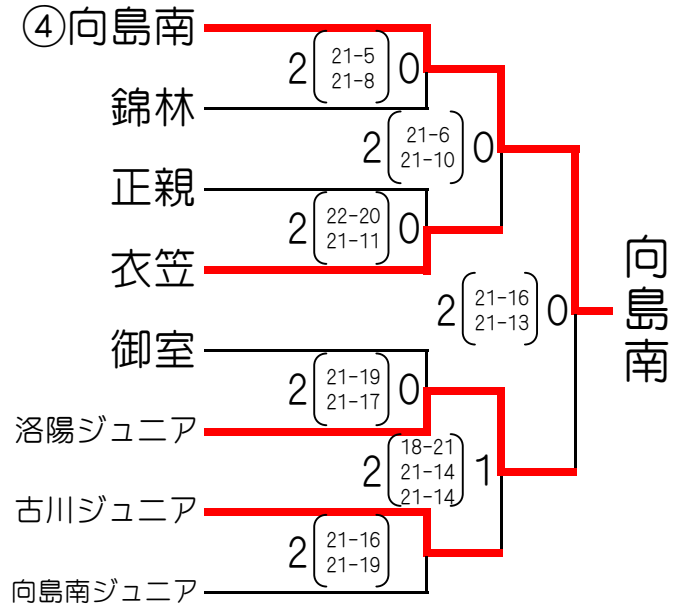 ④向島南
2 21-5 0
21-8
錦林
2 21-6 0
21-10
正親
2 22-20 0
21-11
衣笠
向島南
2 21-16 0
21-13
御室
2 21-19 0
21-17
洛陽ジュニア
2 18-21 1
21-14
21-14
古川ジュニア
2 21-16
21-19
向島南ジュニア